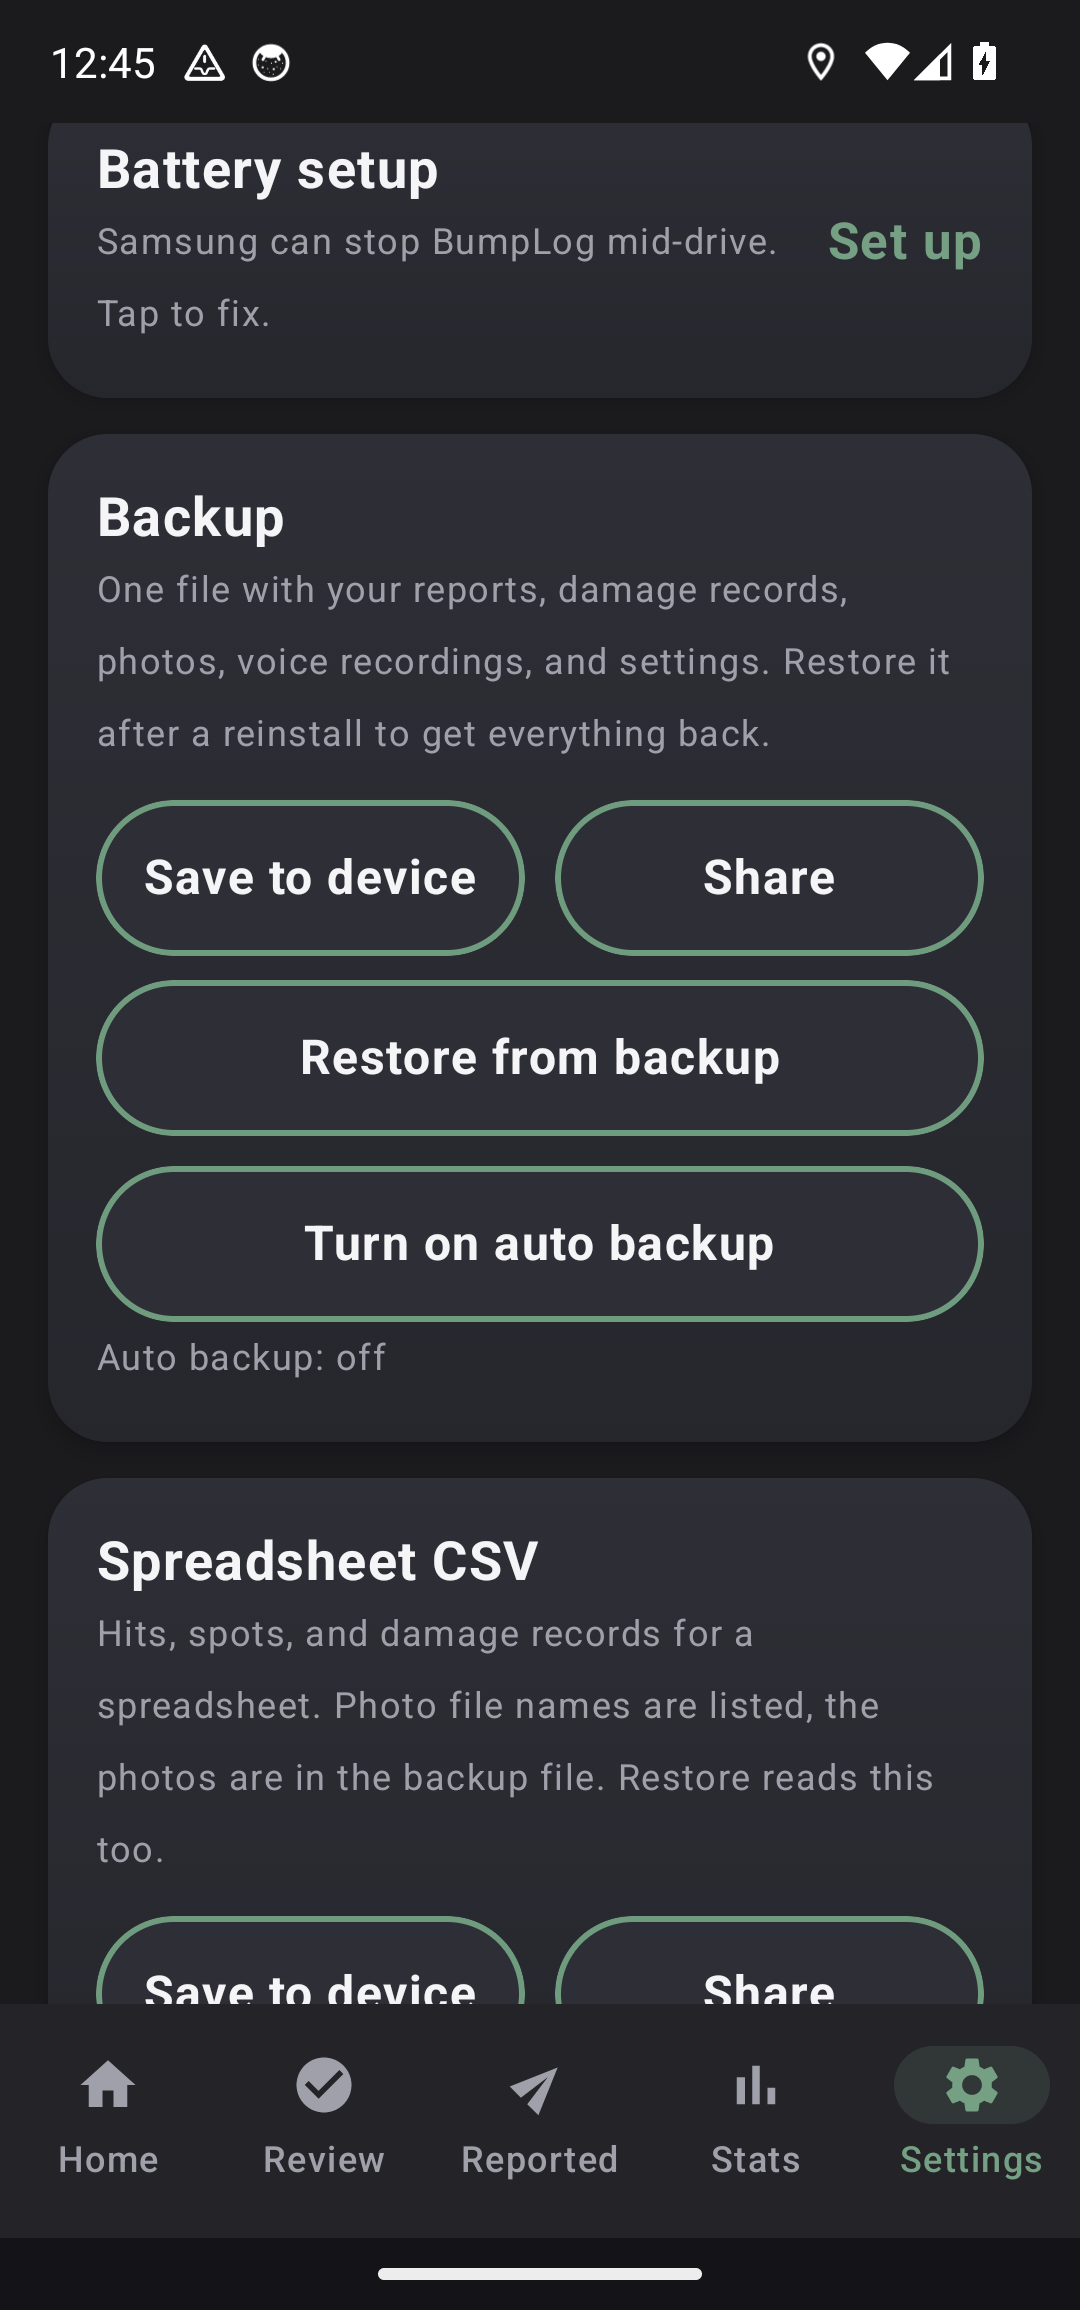 12:45
Battery setup
Samsung can stop BumpLog mid-drive.
Tap to fix.
Set up
Backup
One file with your reports, damage records,
photos, voice recordings, and settings. Restore it
after a reinstall to get everything back.
Save to device
Share
Restore from backup
Turn on auto backup
Auto backup: off
Spreadsheet CSV
Hits, spots, and damage records for a
spreadsheet. Photo file names are listed, the
photos are in the backup file. Restore reads this
too.
Save to device
Share
Home
Review
Reported
Stats
Settings